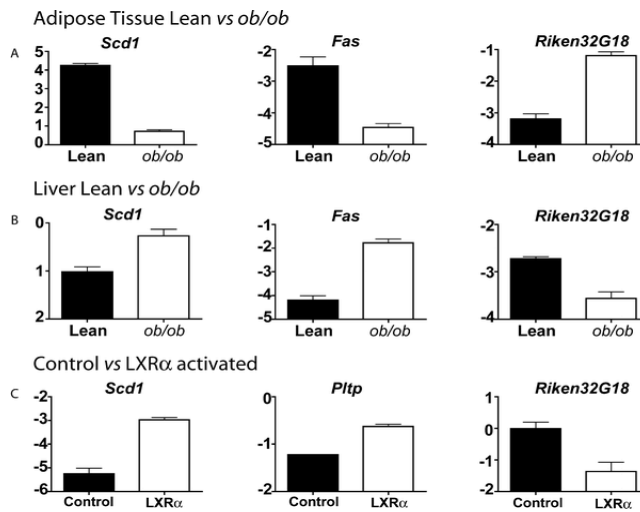 Adipose Tissue Lean vs ob/ob
A
Scd1
Fas
Riken32G18
5
4
3
2
1
0
-2
-3
-4
-5
-1
-2
-3
-4
Lean
ob/ob
Lean
ob/ob
Lean
ob/ob
Liver Lean vs ob/ob
B
Scd1
Fas
Riken32G18
0
1
2
-1
-2
-3
-4
-5
-2
-3
-4
Lean
ob/ob
Lean
ob/ob
Lean
ob/ob
Control vs LXRα activated
C
Scd1
Pltp
Riken32G18
-2
-3
-4
-5
-6
0
-1
-2
1
0
-1
-2
Control
LXRα
Control
LXRα
Control
LXRα